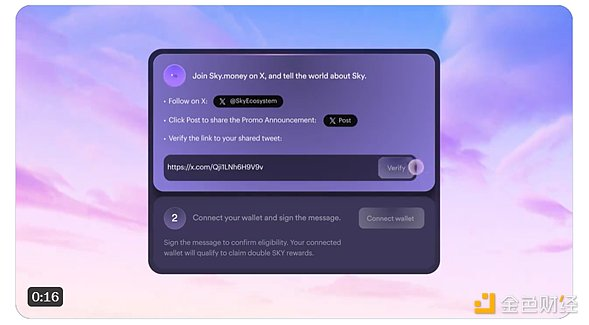 Join Sky.money on X, and tell the world about Sky.
• Follow on X: @SkyEcosystem
• Click Post to share the Promo Announcement: Post
• Verify the link to your shared tweet:
https://x.com/Qji1LNh6H9V9v Verify
2 Connect your wallet and sign the message. Connect wallet
Sign the message to confirm eligibility. Your connected
wallet will qualify to claim double SKY rewards.
0:16
金色财经